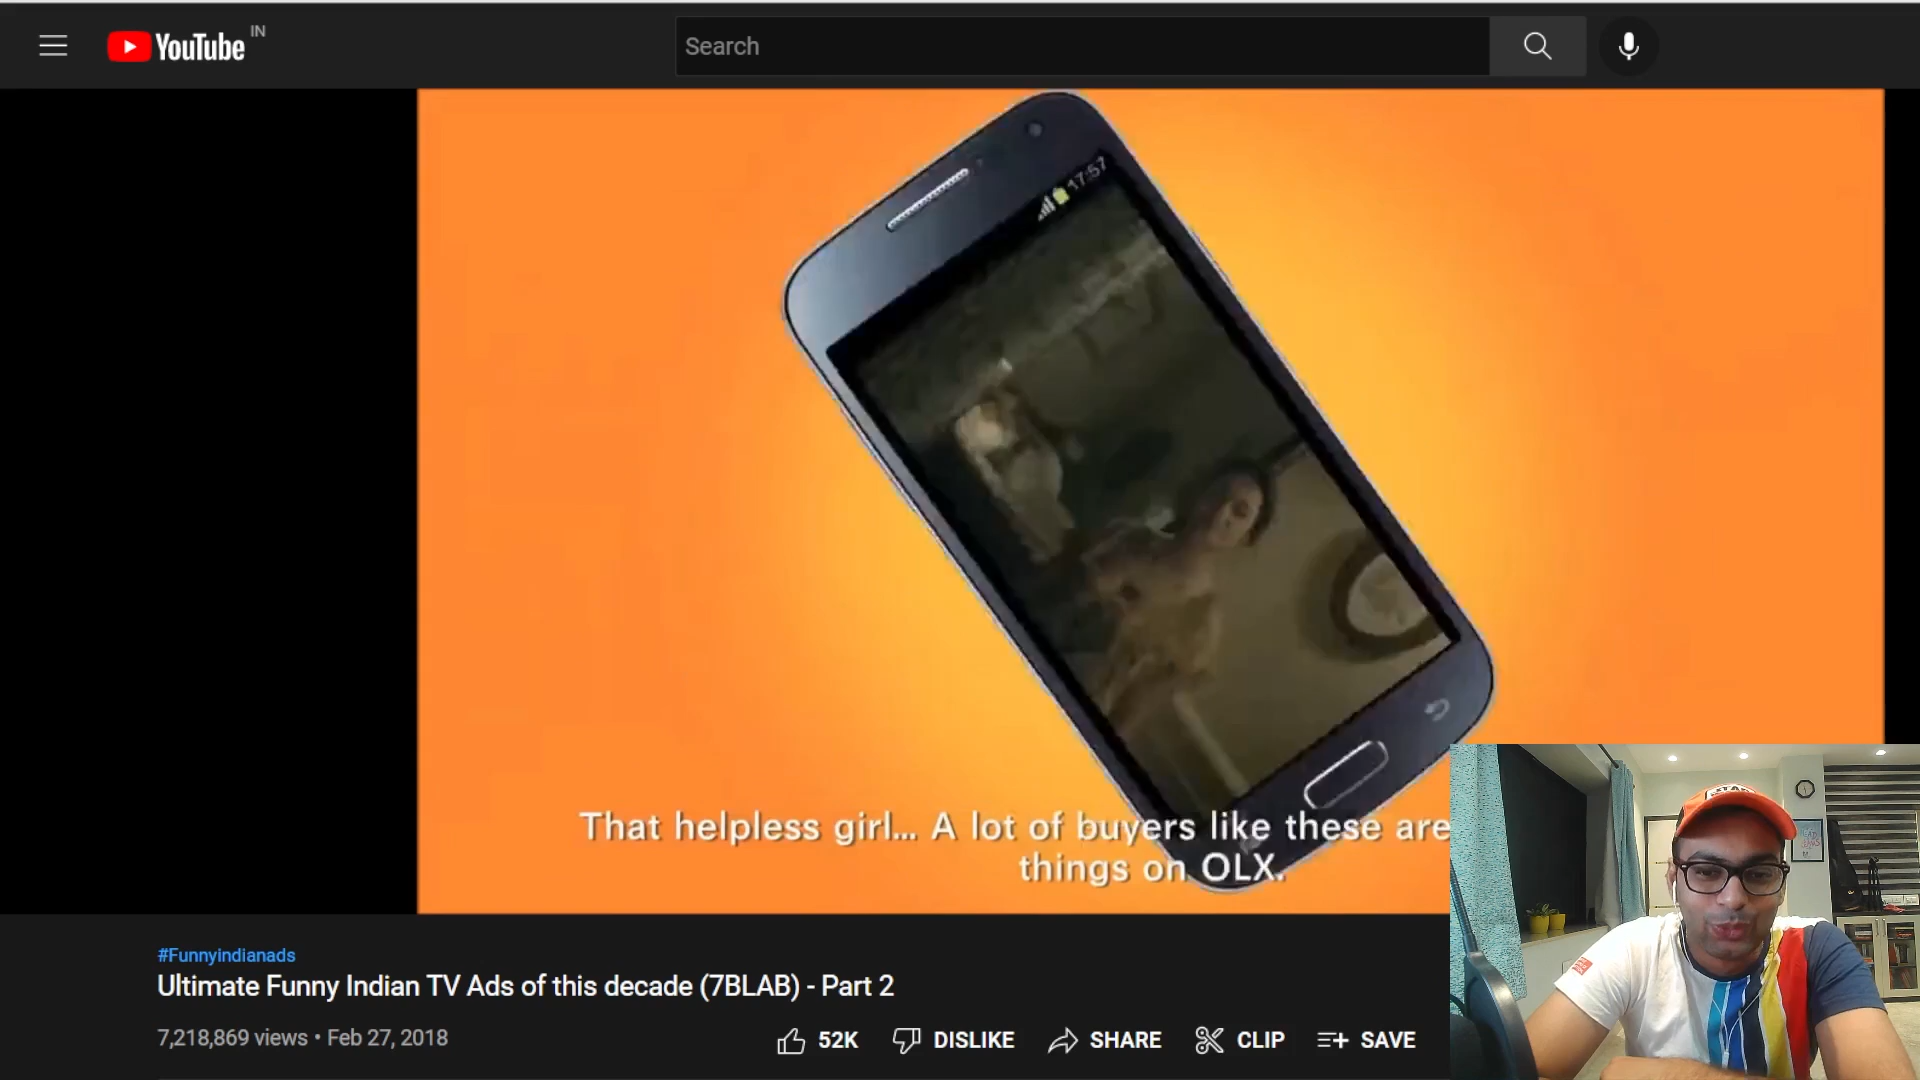 YouTube IN
Search
17:57
That helpless girl... A lot of buyers like these are
things on OLX.
#Funnyindianads
Ultimate Funny Indian TV Ads of this decade (7BLAB) - Part 2
7,218,869 views • Feb 27, 2018
52K DISLIKE SHARE CLIP SAVE